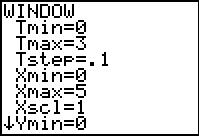 WINDOW
Tmin=0
Tmax=3
Tstep=.1
Xmin=0
Xmax=5
Xscl=1
↓Ymin=0